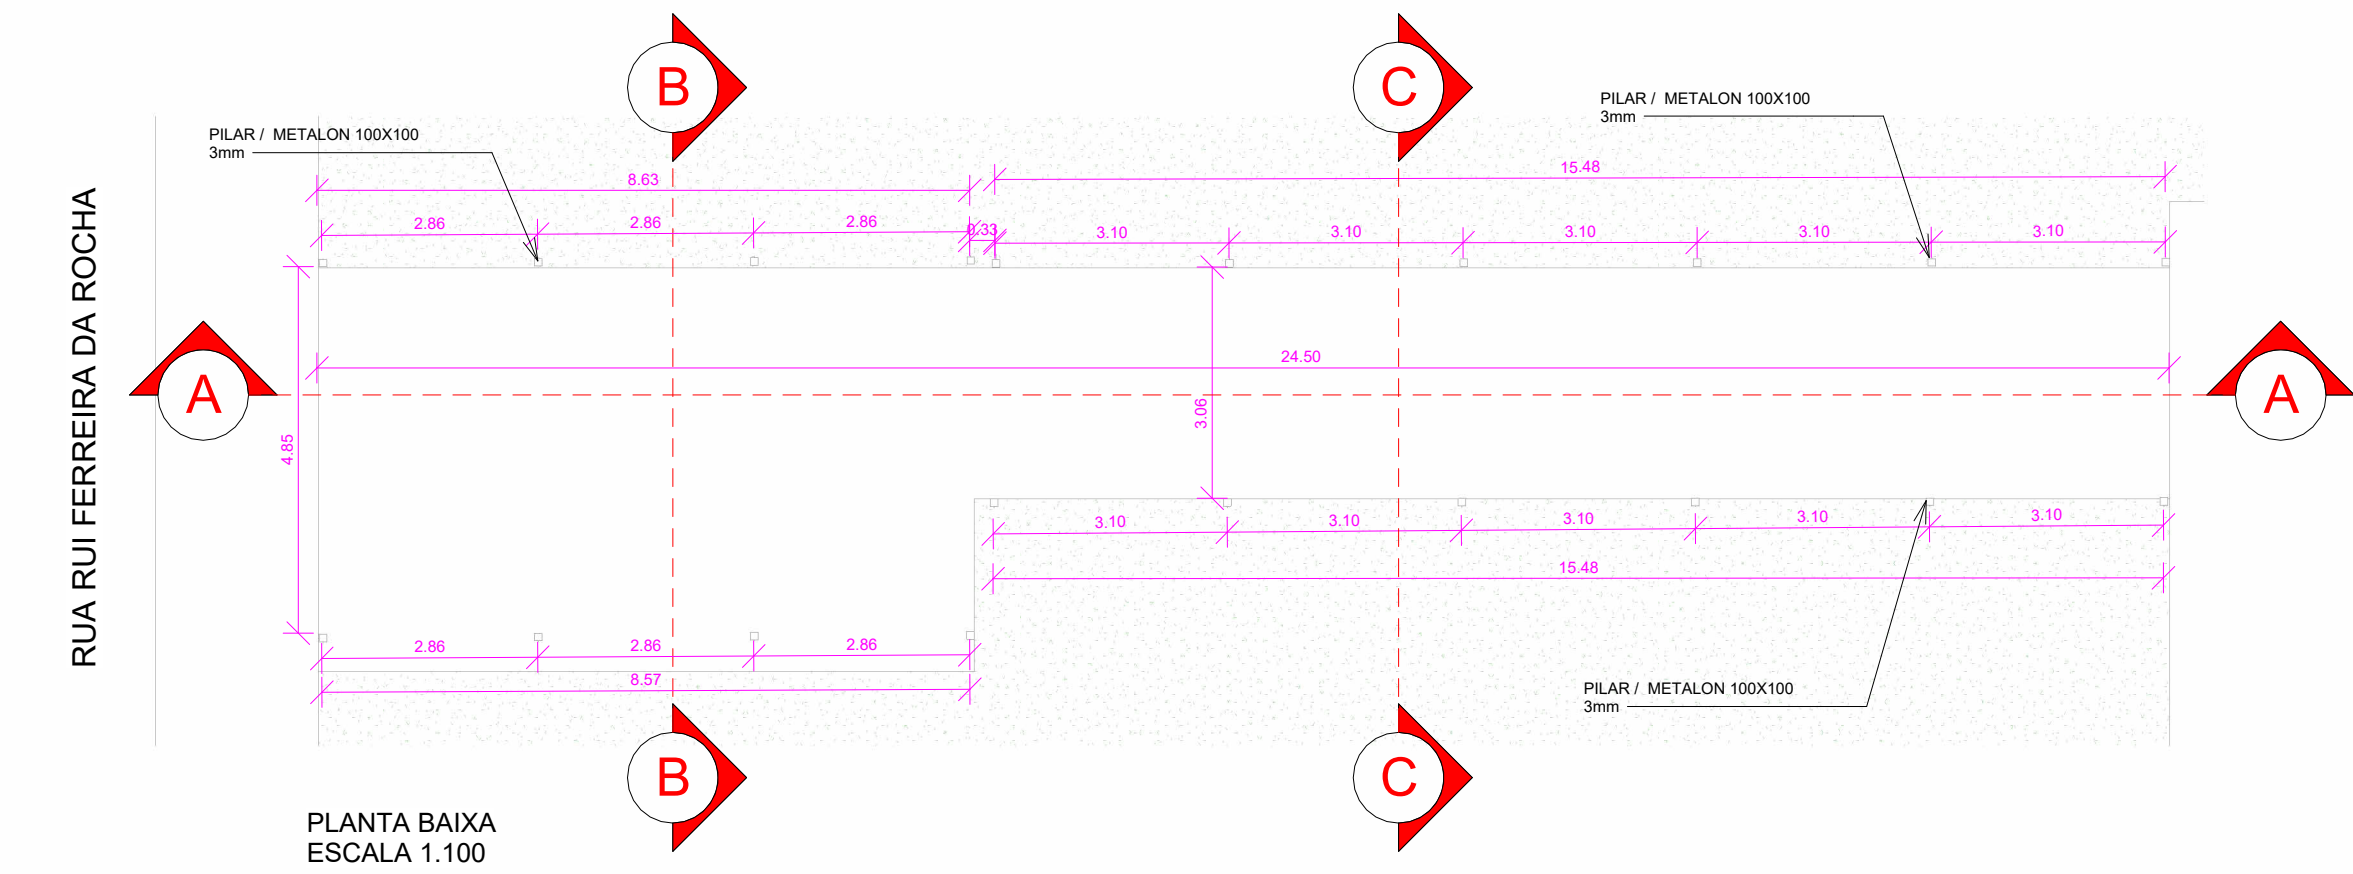 B
C
PILAR / METALON 100X100
3mm
PILAR / METALON 100X100
3mm
8.63
15.48
2.86
2.86
2.86
0.33
3.10
3.10
3.10
3.10
3.10
RUA RUI FERREIRA DA ROCHA
24.50
A
A
3.06
4.85
3.10
3.10
3.10
3.10
3.10
15.48
2.86
2.86
2.86
8.57
PILAR / METALON 100X100
3mm
B
C
PLANTA BAIXA
ESCALA 1.100